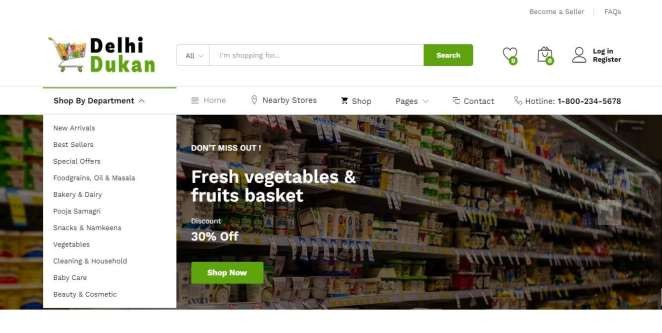 Become a Seller | FAQs
Delhi
Dukan
All
I'm shopping for...
Search
0
0
Log in
Register
Shop By Department
Home
Nearby Stores
Shop
Pages
Contact
Hotline: 1-800-234-5678
New Arrivals
Best Sellers
Special Offers
Foodgrains, Oil & Masala
Bakery & Dairy
Pooja Samagri
Snacks & Namkeens
Vegetables
Cleaning & Household
Baby Care
Beauty & Cosmetic
DON'T MISS OUT !
Fresh vegetables &
fruits basket
Discount
30% Off
Shop Now